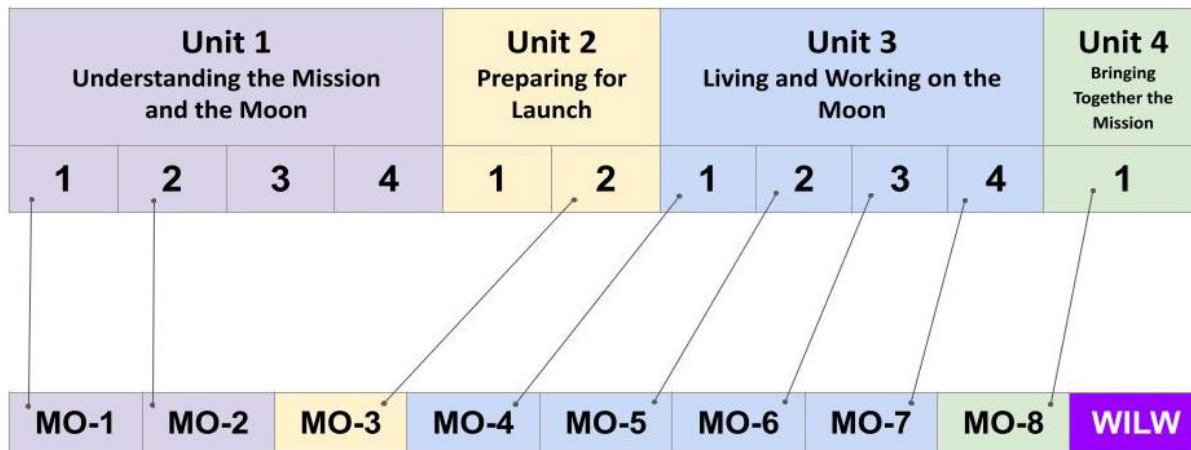 Unit 1
Understanding the Mission
and the Moon
Unit 2
Preparing for
Launch
Unit 3
Living and Working on the
Moon
Unit 4
Bringing
Together the
Mission
1 2 3 4 1 2 1 2 3 4 1
MO-1 MO-2 MO-3 MO-4 MO-5 MO-6 MO-7 MO-8 WILW